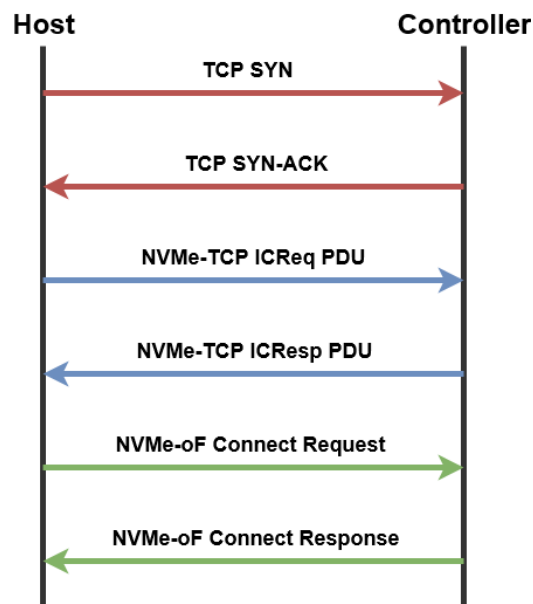 Host
Controller
TCP SYN
TCP SYN-ACK
NVMe-TCP ICReq PDU
NVMe-TCP ICResp PDU
NVMe-oF Connect Request
NVMe-oF Connect Response